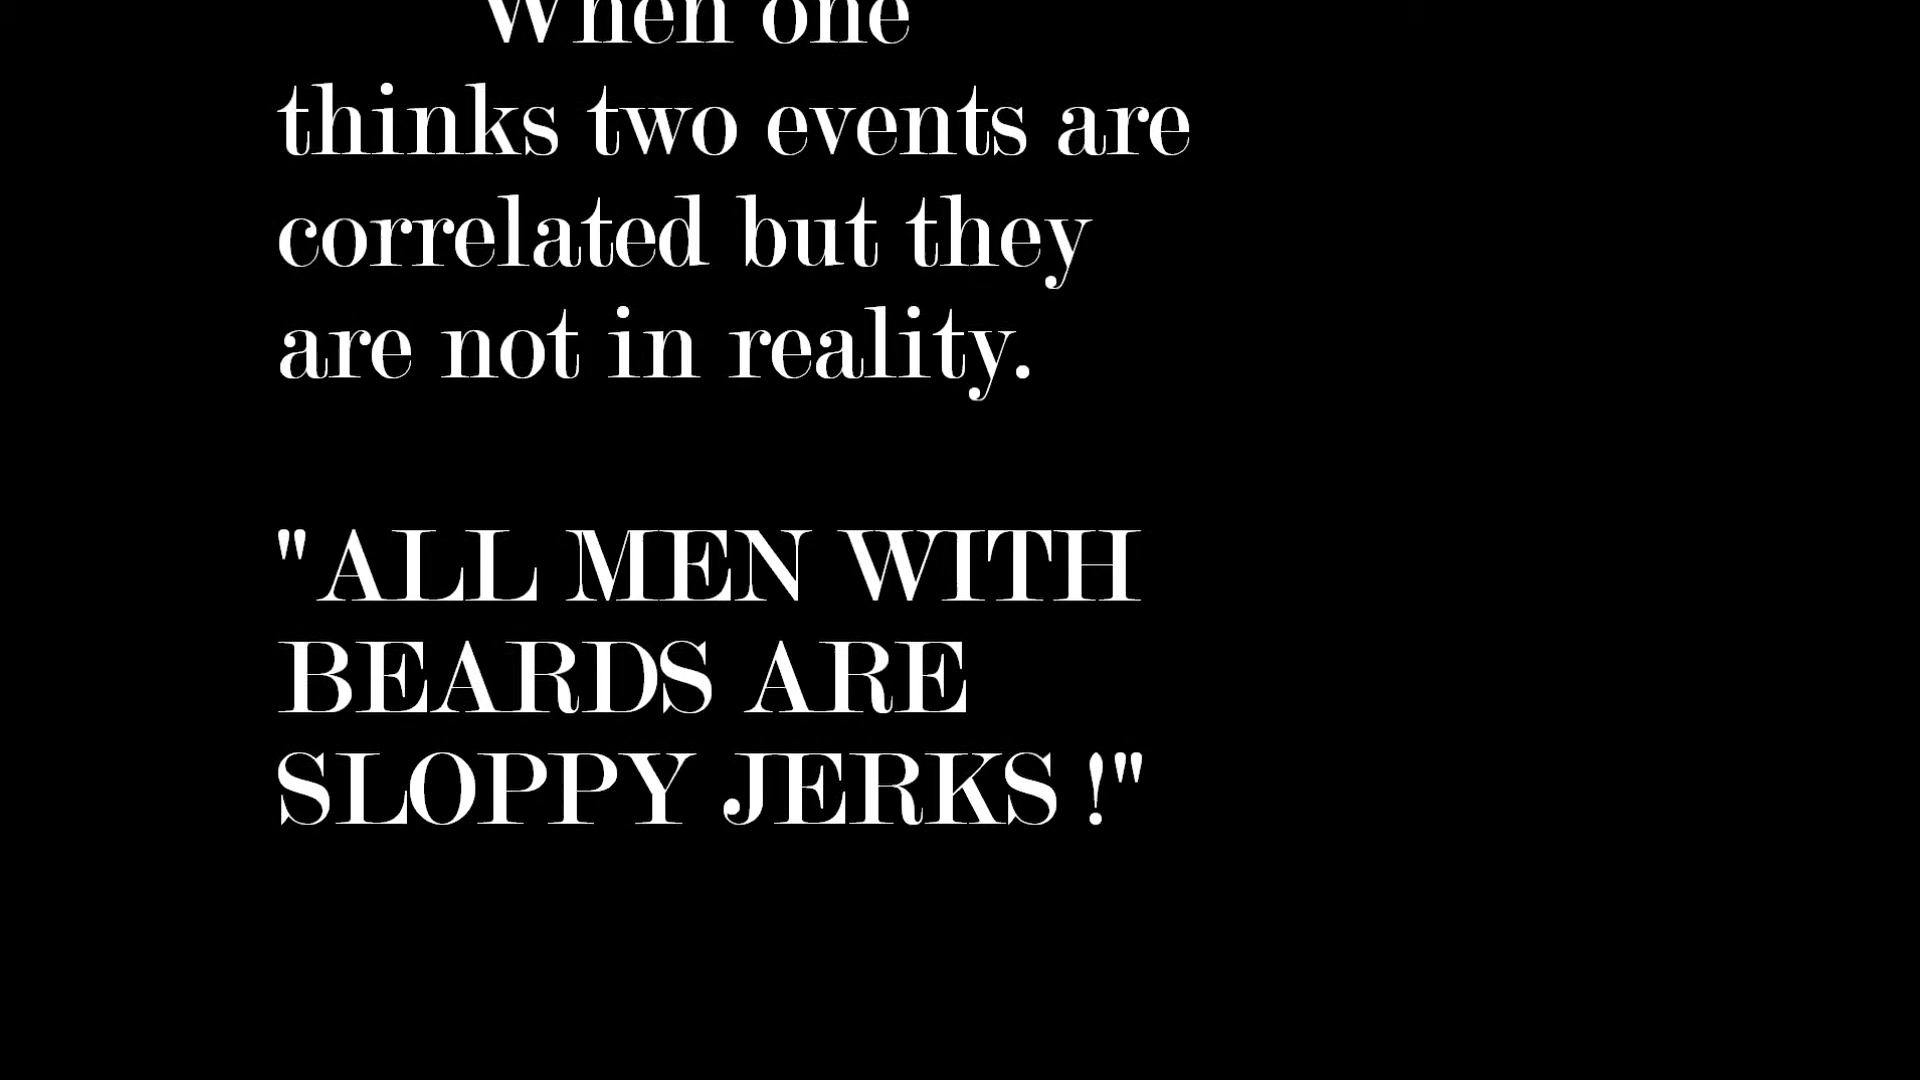 When one
thinks two events are
correlated but they
are not in reality.
"ALL MEN WITH
BEARDS ARE
SLOPPY JERKS !"